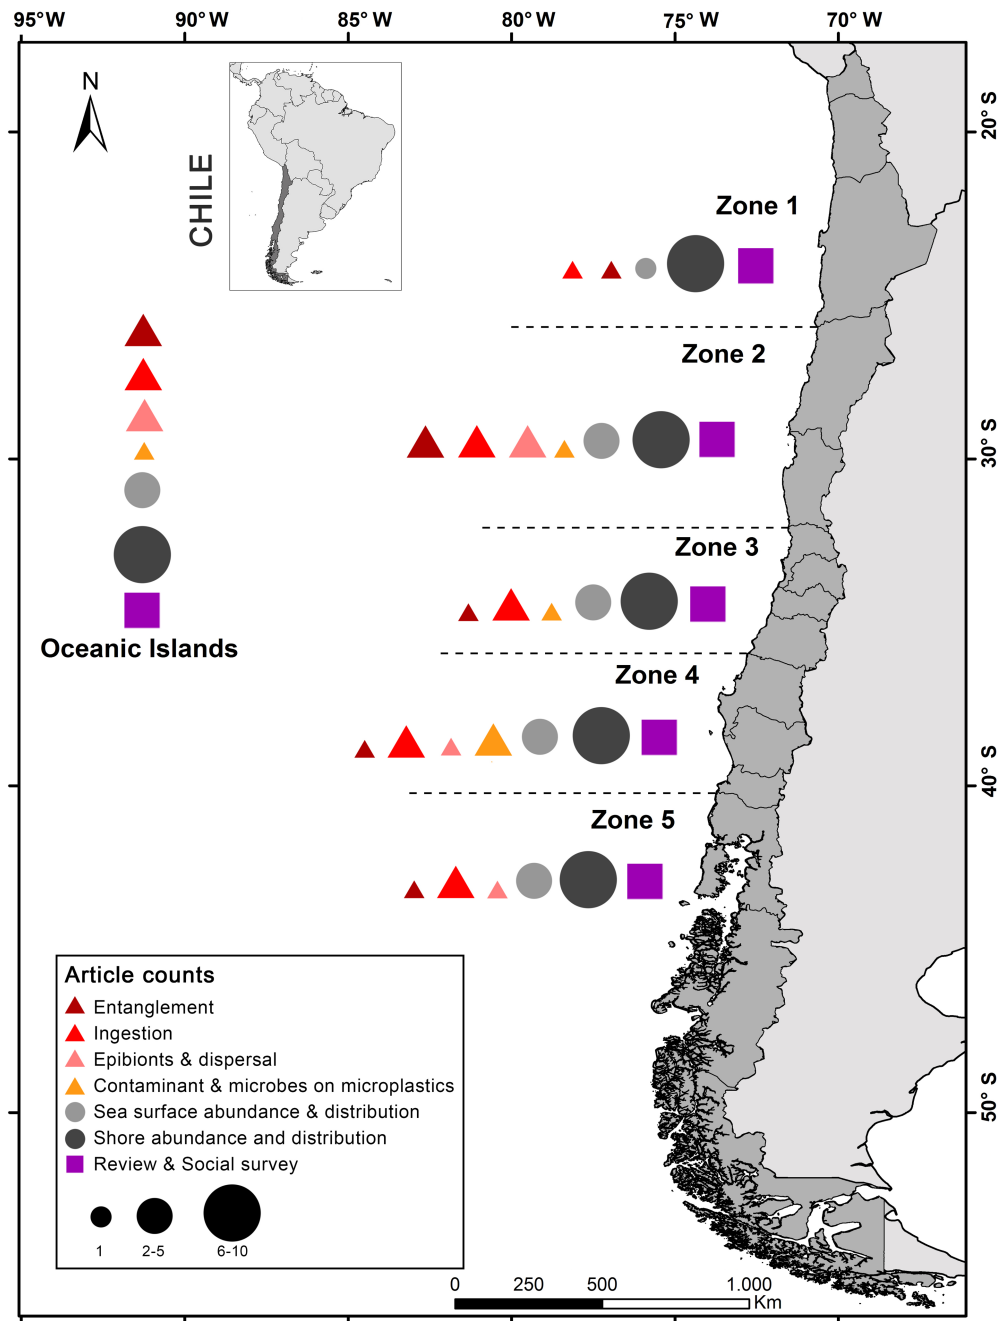 95°W 90°W 85°W 80°W 75°W 70°W
N
CHILE
20° S
Zone 1
Zone 2
30° S
Zone 3
Oceanic Islands
Zone 4
40° S
Zone 5
50° S
Article counts
Entanglement
Ingestion
Epibionts & dispersal
Contaminant & microbes on microplastics
Sea surface abundance & distribution
Shore abundance and distribution
Review & Social survey
1 2-5 6-10
0 250 500 1.000
Km